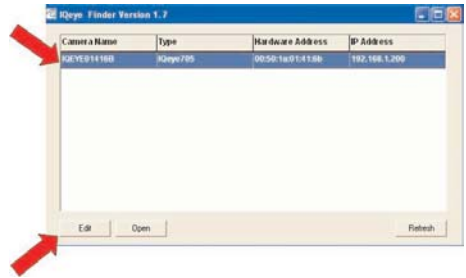 IQeye Finder Version 1.7
Camera Name Type Hardware Address IP Address
IQEYE01416B IQeye705 00:50:1a:01:41:6b 192.168.1.200
Edit Open Refresh